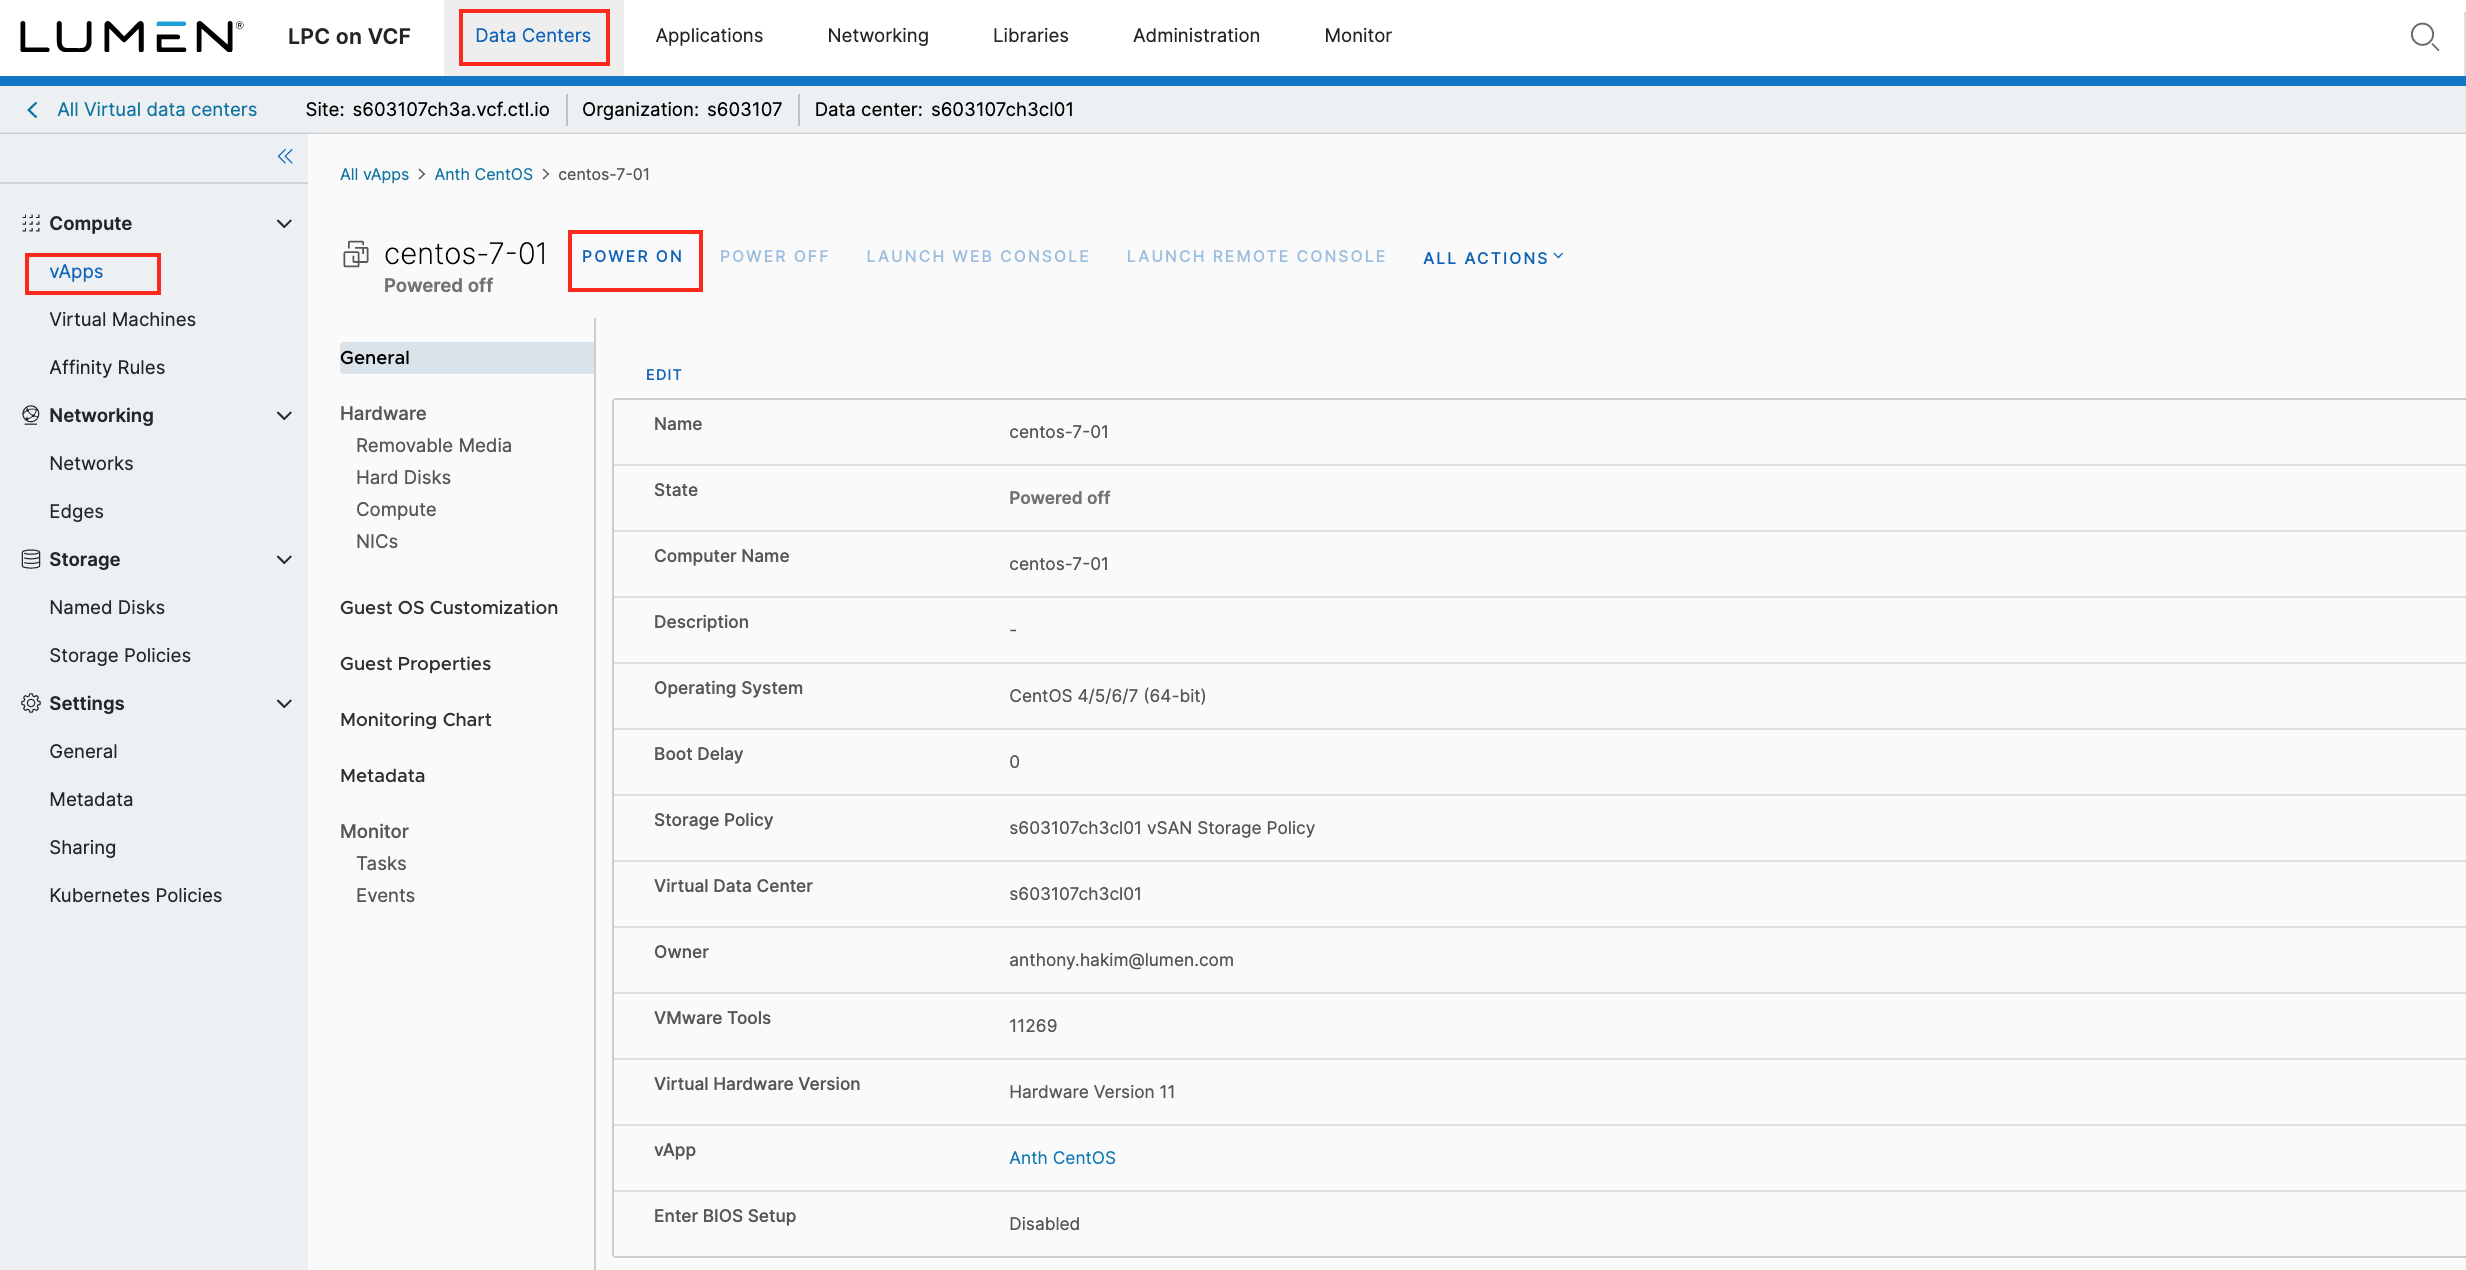 LUMEN® LPC on VCF Data Centers Applications Networking Libraries Administration Monitor
All Virtual data centers Site: s603107ch3a.vcf.ctl.io Organization: s603107 Data center: s603107ch3cl01
All vApps > Anth CentOS > centos-7-01
Compute
vApps
Virtual Machines
Affinity Rules
Networking
Networks
Edges
Storage
Named Disks
Storage Policies
Settings
General
Metadata
Sharing
Kubernetes Policies
centos-7-01 POWER ON POWER OFF LAUNCH WEB CONSOLE LAUNCH REMOTE CONSOLE ALL ACTIONS
Powered off
General
Hardware
Removable Media
Hard Disks
Compute
NICs
Guest OS Customization
Guest Properties
Monitoring Chart
Metadata
Monitor
Tasks
Events
EDIT
Name centos-7-01
State Powered off
Computer Name centos-7-01
Description -
Operating System CentOS 4/5/6/7 (64-bit)
Boot Delay 0
Storage Policy s603107ch3cl01 vSAN Storage Policy
Virtual Data Center s603107ch3cl01
Owner anthony.hakim@lumen.com
VMware Tools 11269
Virtual Hardware Version Hardware Version 11
vApp Anth CentOS
Enter BIOS Setup Disabled